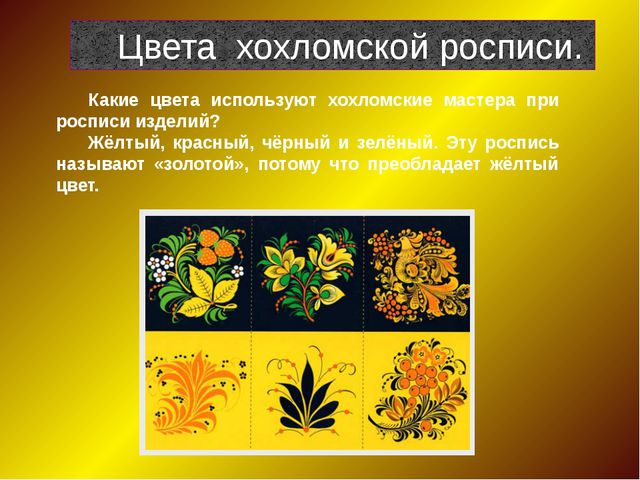 Цвета хохломской росписи.
Какие цвета используют хохломские мастера при
росписи изделий?
Жёлтый, красный, чёрный и зелёный. Эту роспись
называют «золотой», потому что преобладает жёлтый
цвет.